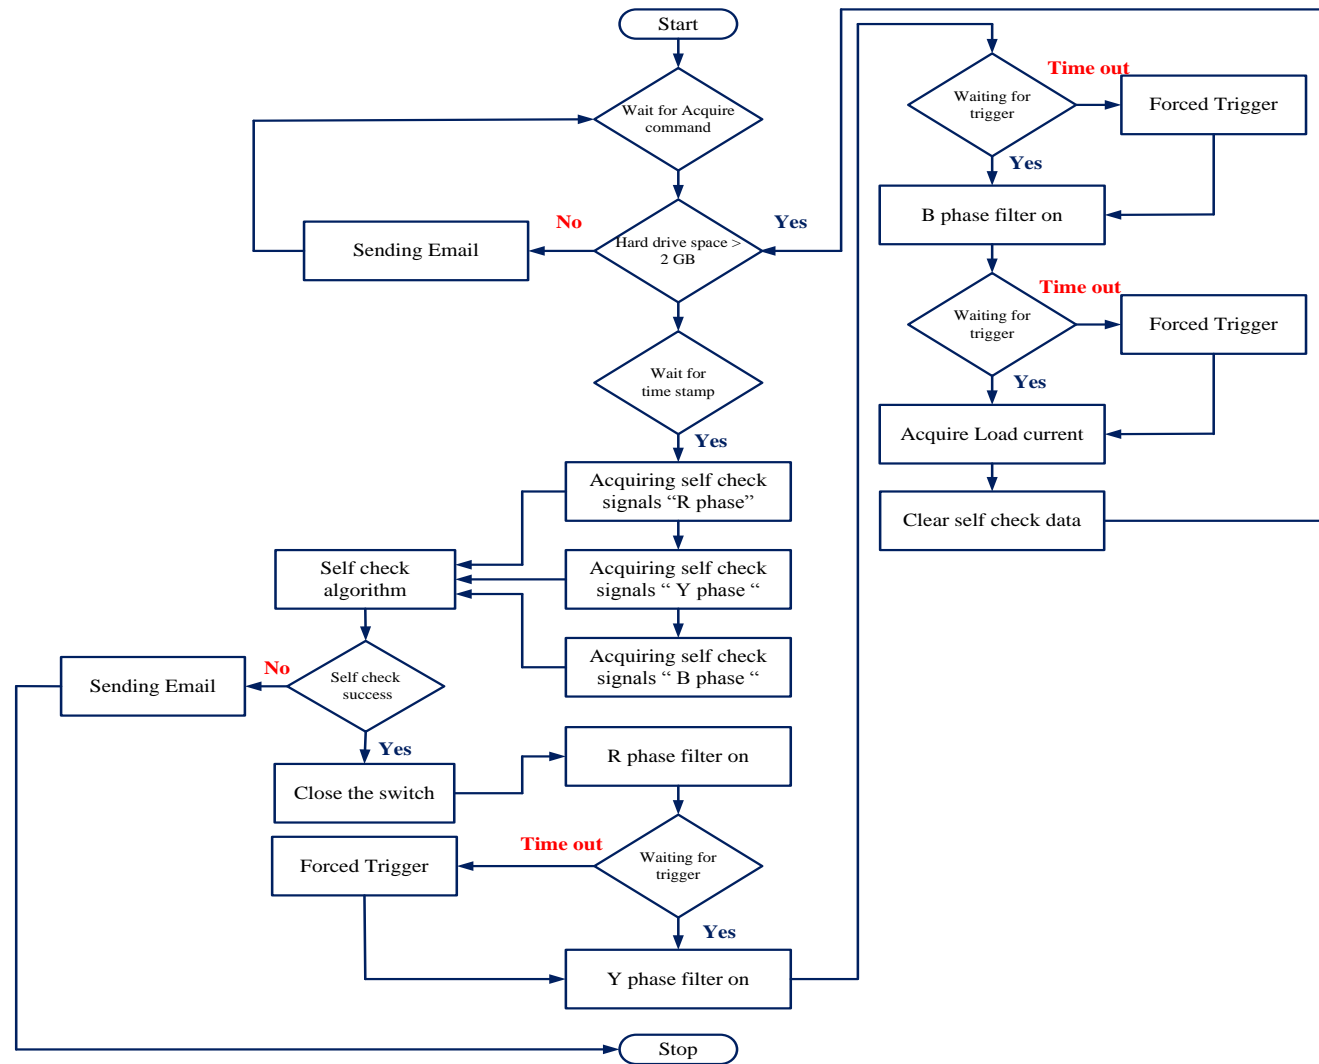 Start
Wait for Acquire
command
No
Yes
Hard drive space >
2 GB
Sending Email
Wait for
time stamp
Yes
Acquiring self check
signals “R phase”
Self check
algorithm
Acquiring self check
signals “ Y phase “
Acquiring self check
signals “ B phase “
No
Self check
success
Sending Email
Yes
R phase filter on
Close the switch
Time out
Waiting for
trigger
Forced Trigger
Yes
Y phase filter on
Stop
Time out
Waiting for
trigger
Forced Trigger
Yes
B phase filter on
Time out
Waiting for
trigger
Forced Trigger
Yes
Acquire Load current
Clear self check data